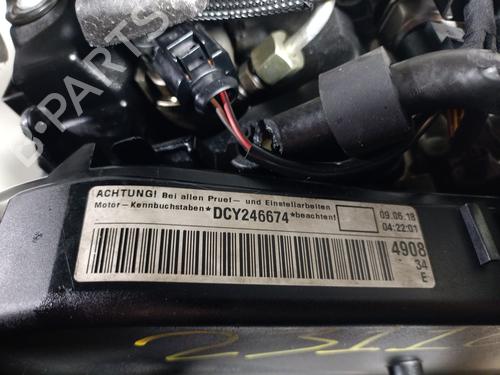 B-PARTS
ACHTUNG! Bei allen Pruef- und Einstellarbeiten
Motor-Kennbuchstaben*DCY246674*beachten!
09.05.18
04:22:01
4908
34
E